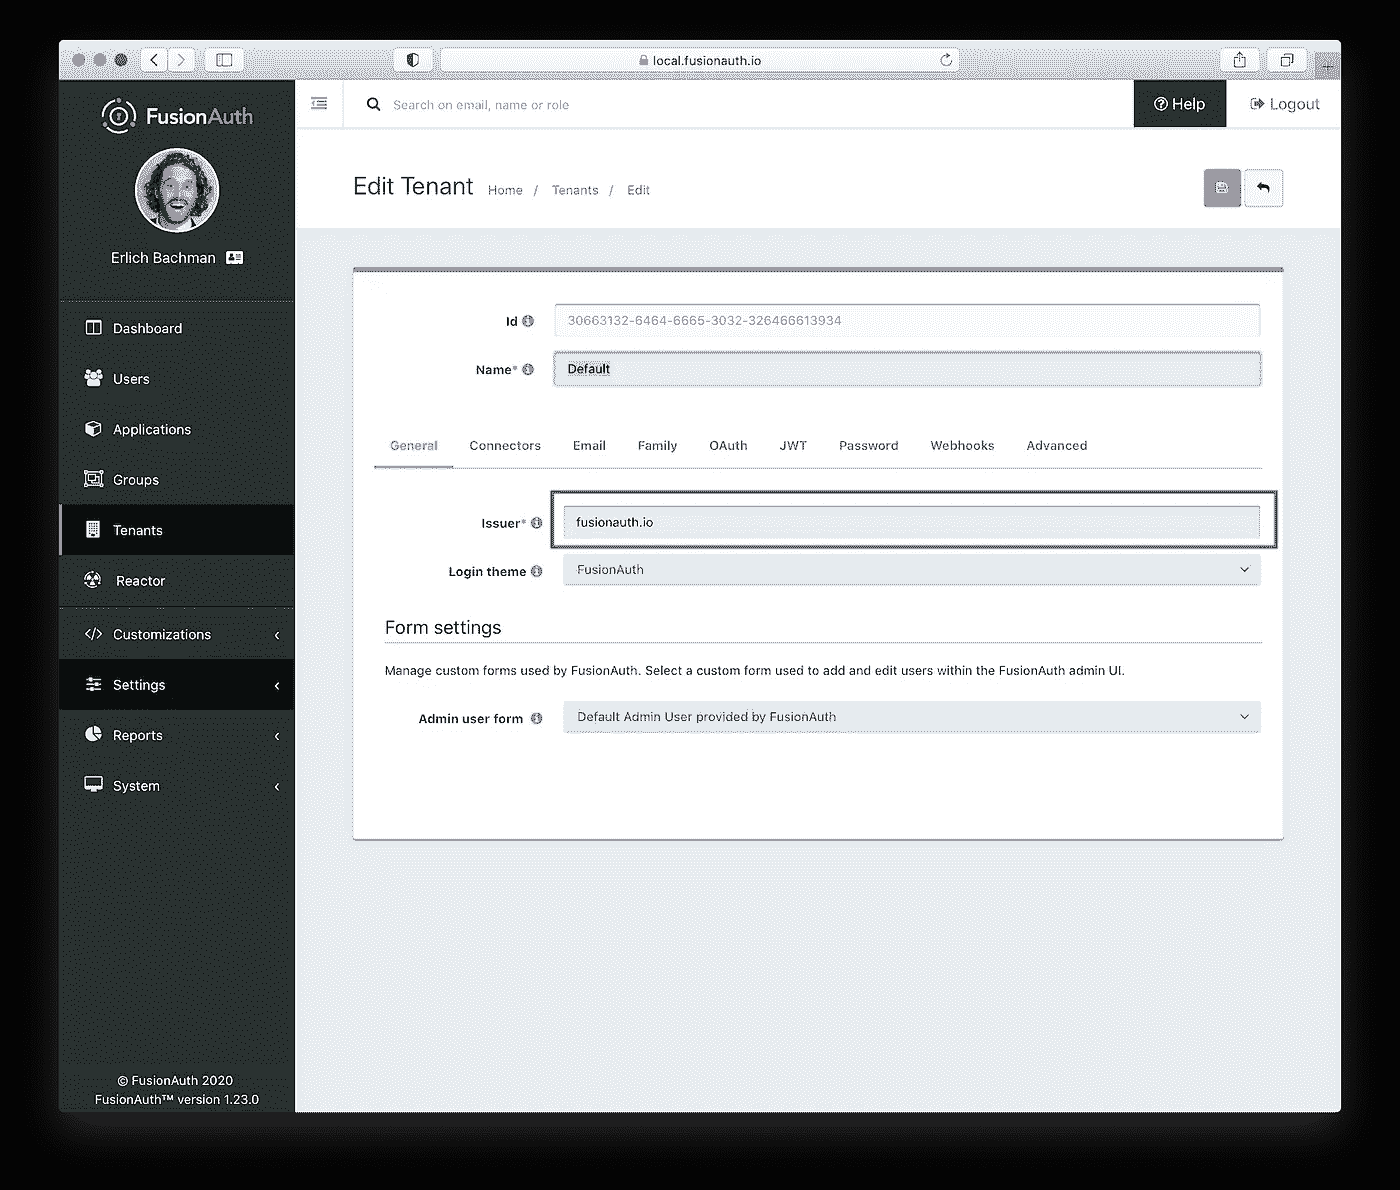 local.fusionauth.io
FusionAuth
Search on email, name or role
Help
Logout
Erlich Bachman
Edit Tenant Home / Tenants / Edit
Dashboard
Users
Applications
Groups
Tenants
Reactor
Customizations
Settings
Reports
System
© FusionAuth 2020
FusionAuth™ version 1.23.0
Id 30663132-6464-6665-3032-326466613934
Name* Default
General Connectors Email Family OAuth JWT Password Webhooks Advanced
Issuer* fusionauth.io
Login theme FusionAuth
Form settings
Manage custom forms used by FusionAuth. Select a custom form used to add and edit users within the FusionAuth admin UI.
Admin user form Default Admin User provided by FusionAuth